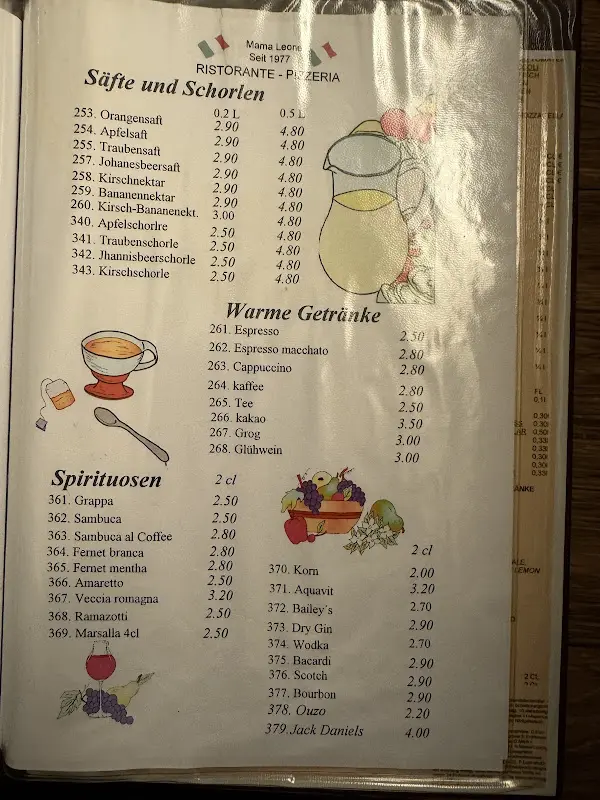 Mama Leone
Seit 1977
RISTORANTE - PIZZERIA
Säfte und Schorlen
0.2 L 0.5 L
253. Orangensaft 2.90 4.80
254. Apfelsaft 2.90 4.80
255. Traubensaft 2.90 4.80
257. Johanesbeersaft 2.90 4.80
258. Kirschnektar 2.90 4.80
259. Bananennektar 2.90 4.80
260. Kirsch-Bananenekt. 3.00 4.80
340. Apfelschorlre 2.50 4.80
341. Traubenschorle 2.50 4.80
342. Jhannisbeerschorle 2.50 4.80
343. Kirschschorle 2.50 4.80
Warme Getränke
261. Espresso 2.50
262. Espresso macchato 2.80
263. Cappuccino 2.80
264. kaffee 2.80
265. Tee 2.50
266. kakao 3.50
267. Grog 3.00
268. Glühwein 3.00
Spirituosen 2 cl
361. Grappa 2.50
362. Sambuca 2.50
363. Sambuca al Coffee 2.80
364. Fernet branca 2.80
365. Fernet mentha 2.80
366. Amaretto 2.50
367. Veccia romagna 3.20
368. Ramazotti 2.50
369. Marsalla 4cl 2.50
2 cl
370. Korn 2.00
371. Aquavit 3.20
372. Bailey´s 2.70
373. Dry Gin 2.90
374. Wodka 2.70
375. Bacardi 2.90
376. Scotch 2.90
377. Bourbon 2.90
378. Ouzo 2.20
379.Jack Daniels 4.00